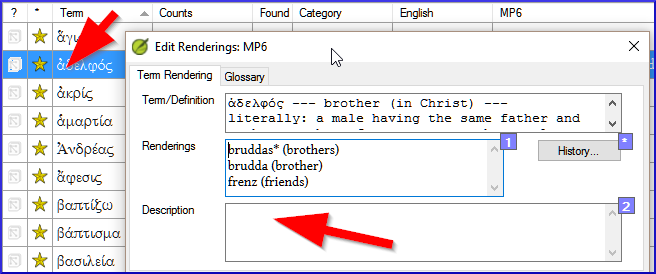 ? * Term Counts Found Category English MP6
ἅγι
ἀδελφός
ἀκρίς
ἁμαρτία
Ἀνδρέας
ἄφεσις
βαπτίζω
βάπτισμα
βασιλεία
Edit Renderings: MP6
Term Rendering Glossary
Term/Definition
ἀδελφός --- brother (in Christ) ---
literally: a male having the same father and
Renderings
bruddas* (brothers)
brudda (brother)
frenz (friends)
1
History...
*
Description
2